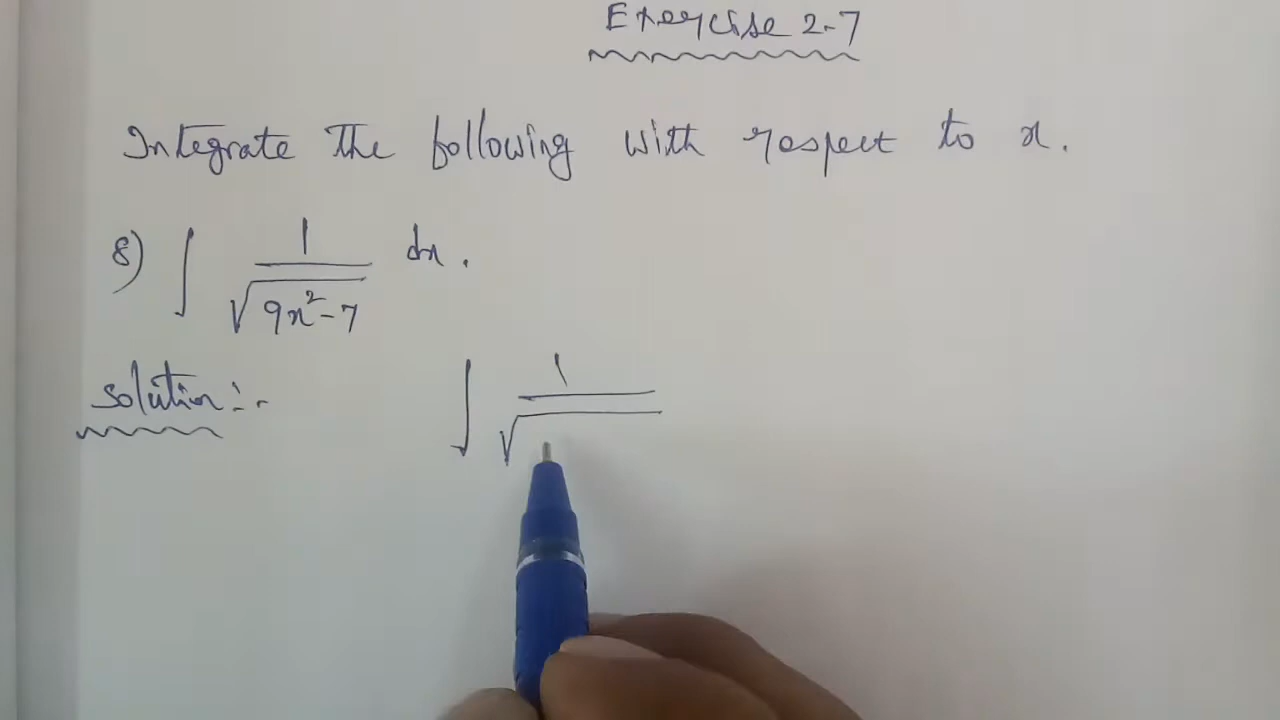 Exercise 2.7
Integrate the following with respect to x.
8) ∫ 1/√(9x²-7) dx.
Solution:- ∫ 1/√